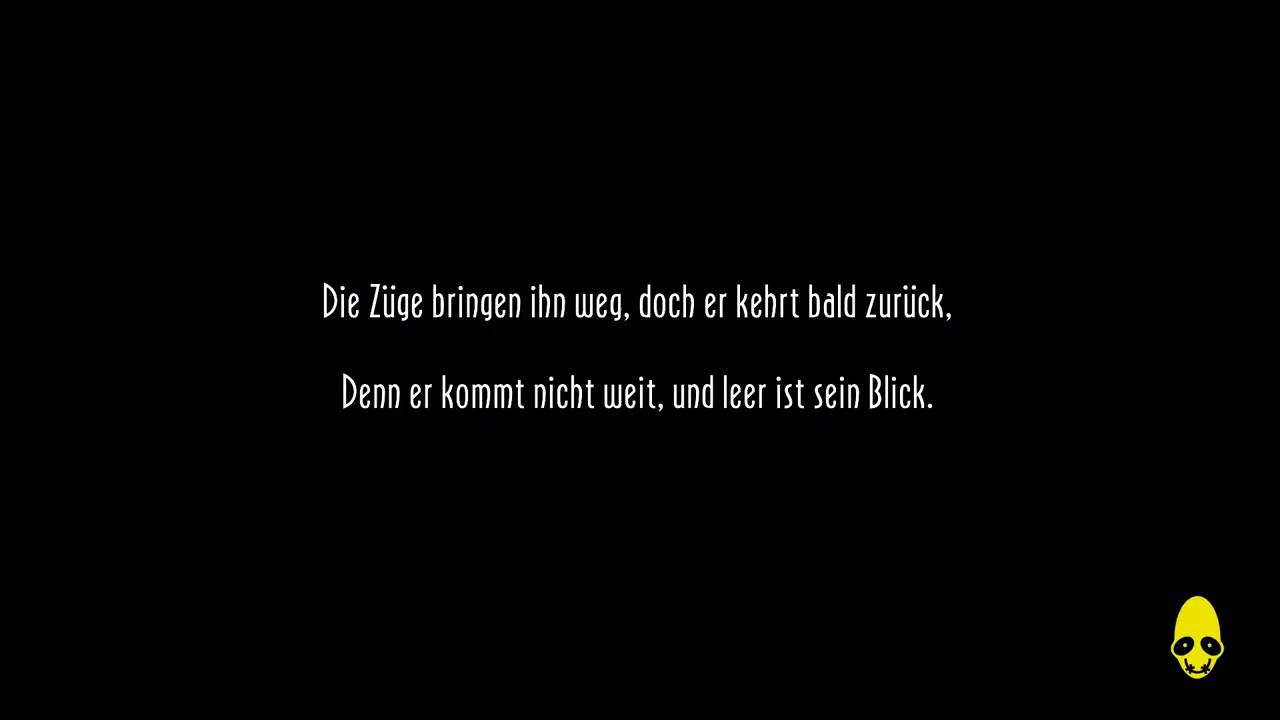 Die Züge bringen ihn weg, doch er kehrt bald zurück,
Denn er kommt nicht weit, und leer ist sein Blick.